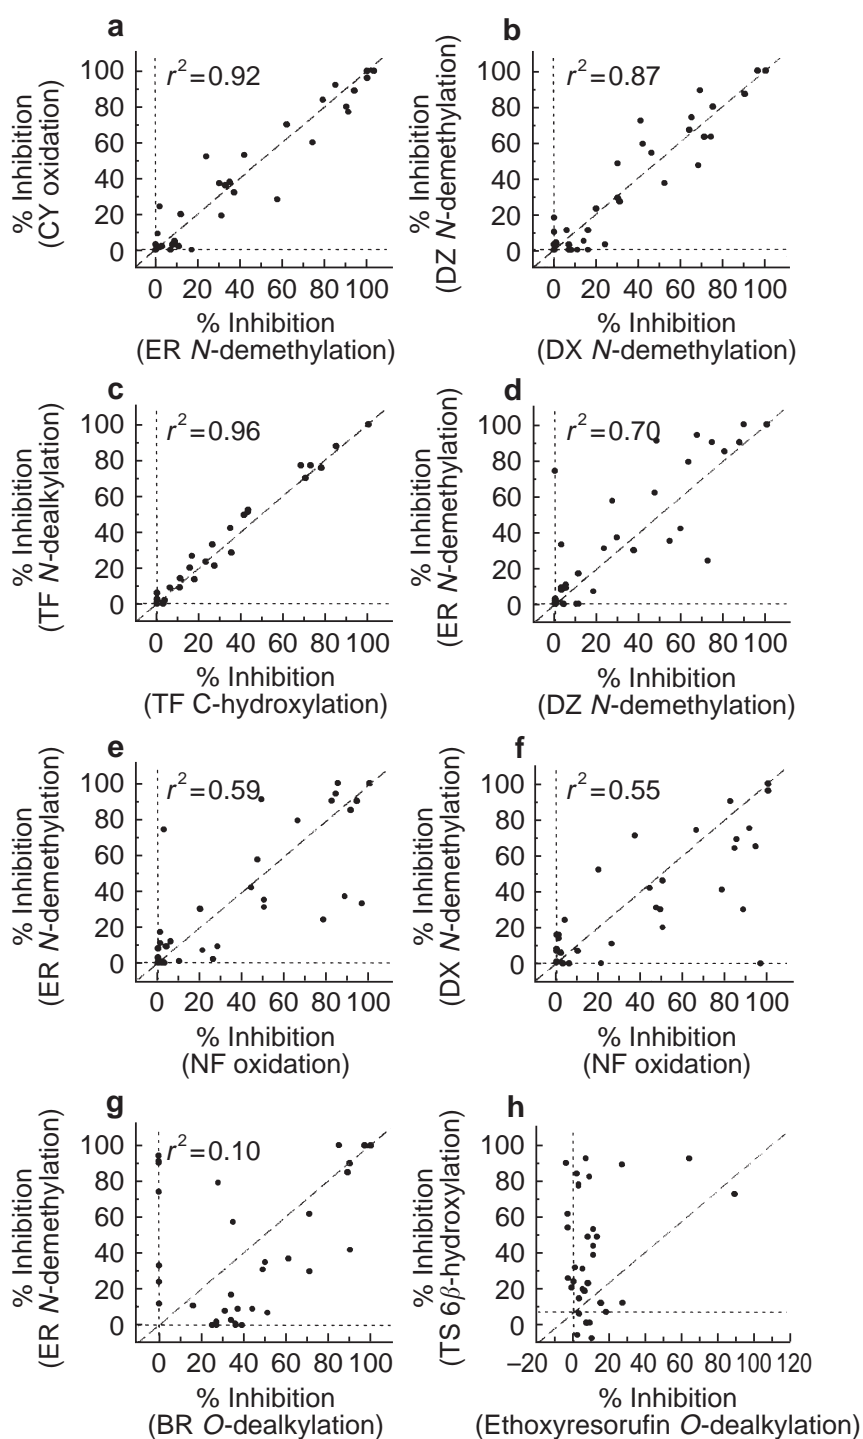 a
r²=0.92
% Inhibition
(CY oxidation)
100
80
60
40
20
0
0 20 40 60 80 100
% Inhibition
(ER N-demethylation)
b
r²=0.87
% Inhibition
(DZ N-demethylation)
100
80
60
40
20
0
0 20 40 60 80 100
% Inhibition
(DX N-demethylation)
c
r²=0.96
% Inhibition
(TF N-dealkylation)
100
80
60
40
20
0
0 20 40 60 80 100
% Inhibition
(TF C-hydroxylation)
d
r²=0.70
% Inhibition
(ER N-demethylation)
100
80
60
40
20
0
0 20 40 60 80 100
% Inhibition
(DZ N-demethylation)
e
r²=0.59
% Inhibition
(ER N-demethylation)
100
80
60
40
20
0
0 20 40 60 80 100
% Inhibition
(NF oxidation)
f
r²=0.55
% Inhibition
(DX N-demethylation)
100
80
60
40
20
0
0 20 40 60 80 100
% Inhibition
(NF oxidation)
g
r²=0.10
% Inhibition
(ER N-demethylation)
100
80
60
40
20
0
0 20 40 60 80 100
% Inhibition
(BR O-dealkylation)
h
% Inhibition
(TS 6β-hydroxylation)
100
80
60
40
20
0
–20 0 20 40 60 80 100 120
% Inhibition
(Ethoxyresorufin O-dealkylation)